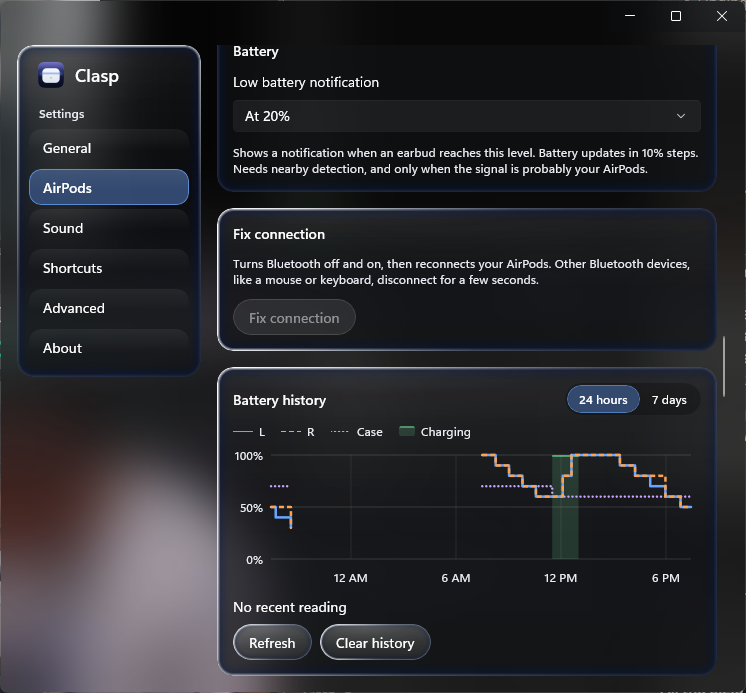 Clasp
Settings
General
AirPods
Sound
Shortcuts
Advanced
About
Battery
Low battery notification
At 20%
Shows a notification when an earbud reaches this level. Battery updates in 10% steps.
Needs nearby detection, and only when the signal is probably your AirPods.
Fix connection
Turns Bluetooth off and on, then reconnects your AirPods. Other Bluetooth devices,
like a mouse or keyboard, disconnect for a few seconds.
Fix connection
Battery history
24 hours 7 days
L R Case Charging
100%
50%
0%
12 AM 6 AM 12 PM 6 PM
No recent reading
Refresh Clear history